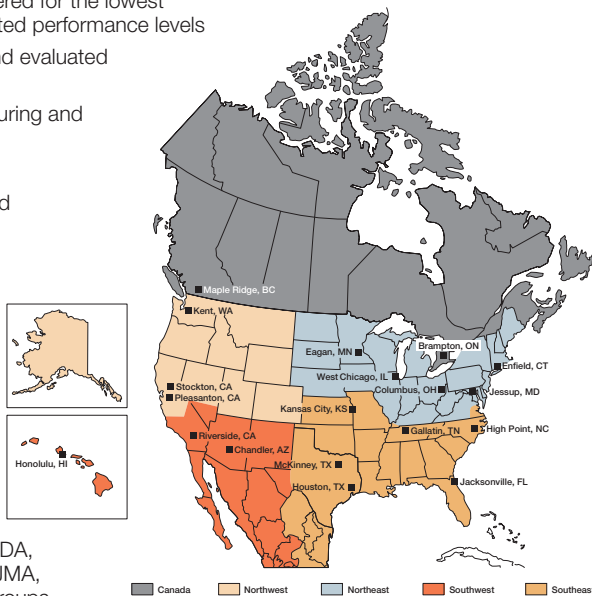 ered for the lowest
ted performance levels
nd evaluated
uring and
d
Maple Ridge, BC
Kent, WA
Brampton, ON
Eagan, MN
Enfield, CT
West Chicago, IL
Stockton, CA
Columbus, OH
Jessup, MD
Pleasanton, CA
Kansas City, KS
Gallatin, TN
High Point, NC
Riverside, CA
Chandler, AZ
McKinney, TX
Honolulu, HI
Houston, TX
Jacksonville, FL
DA,
JMA,
roups
Canada
Northwest
Northeast
Southwest
Southeast